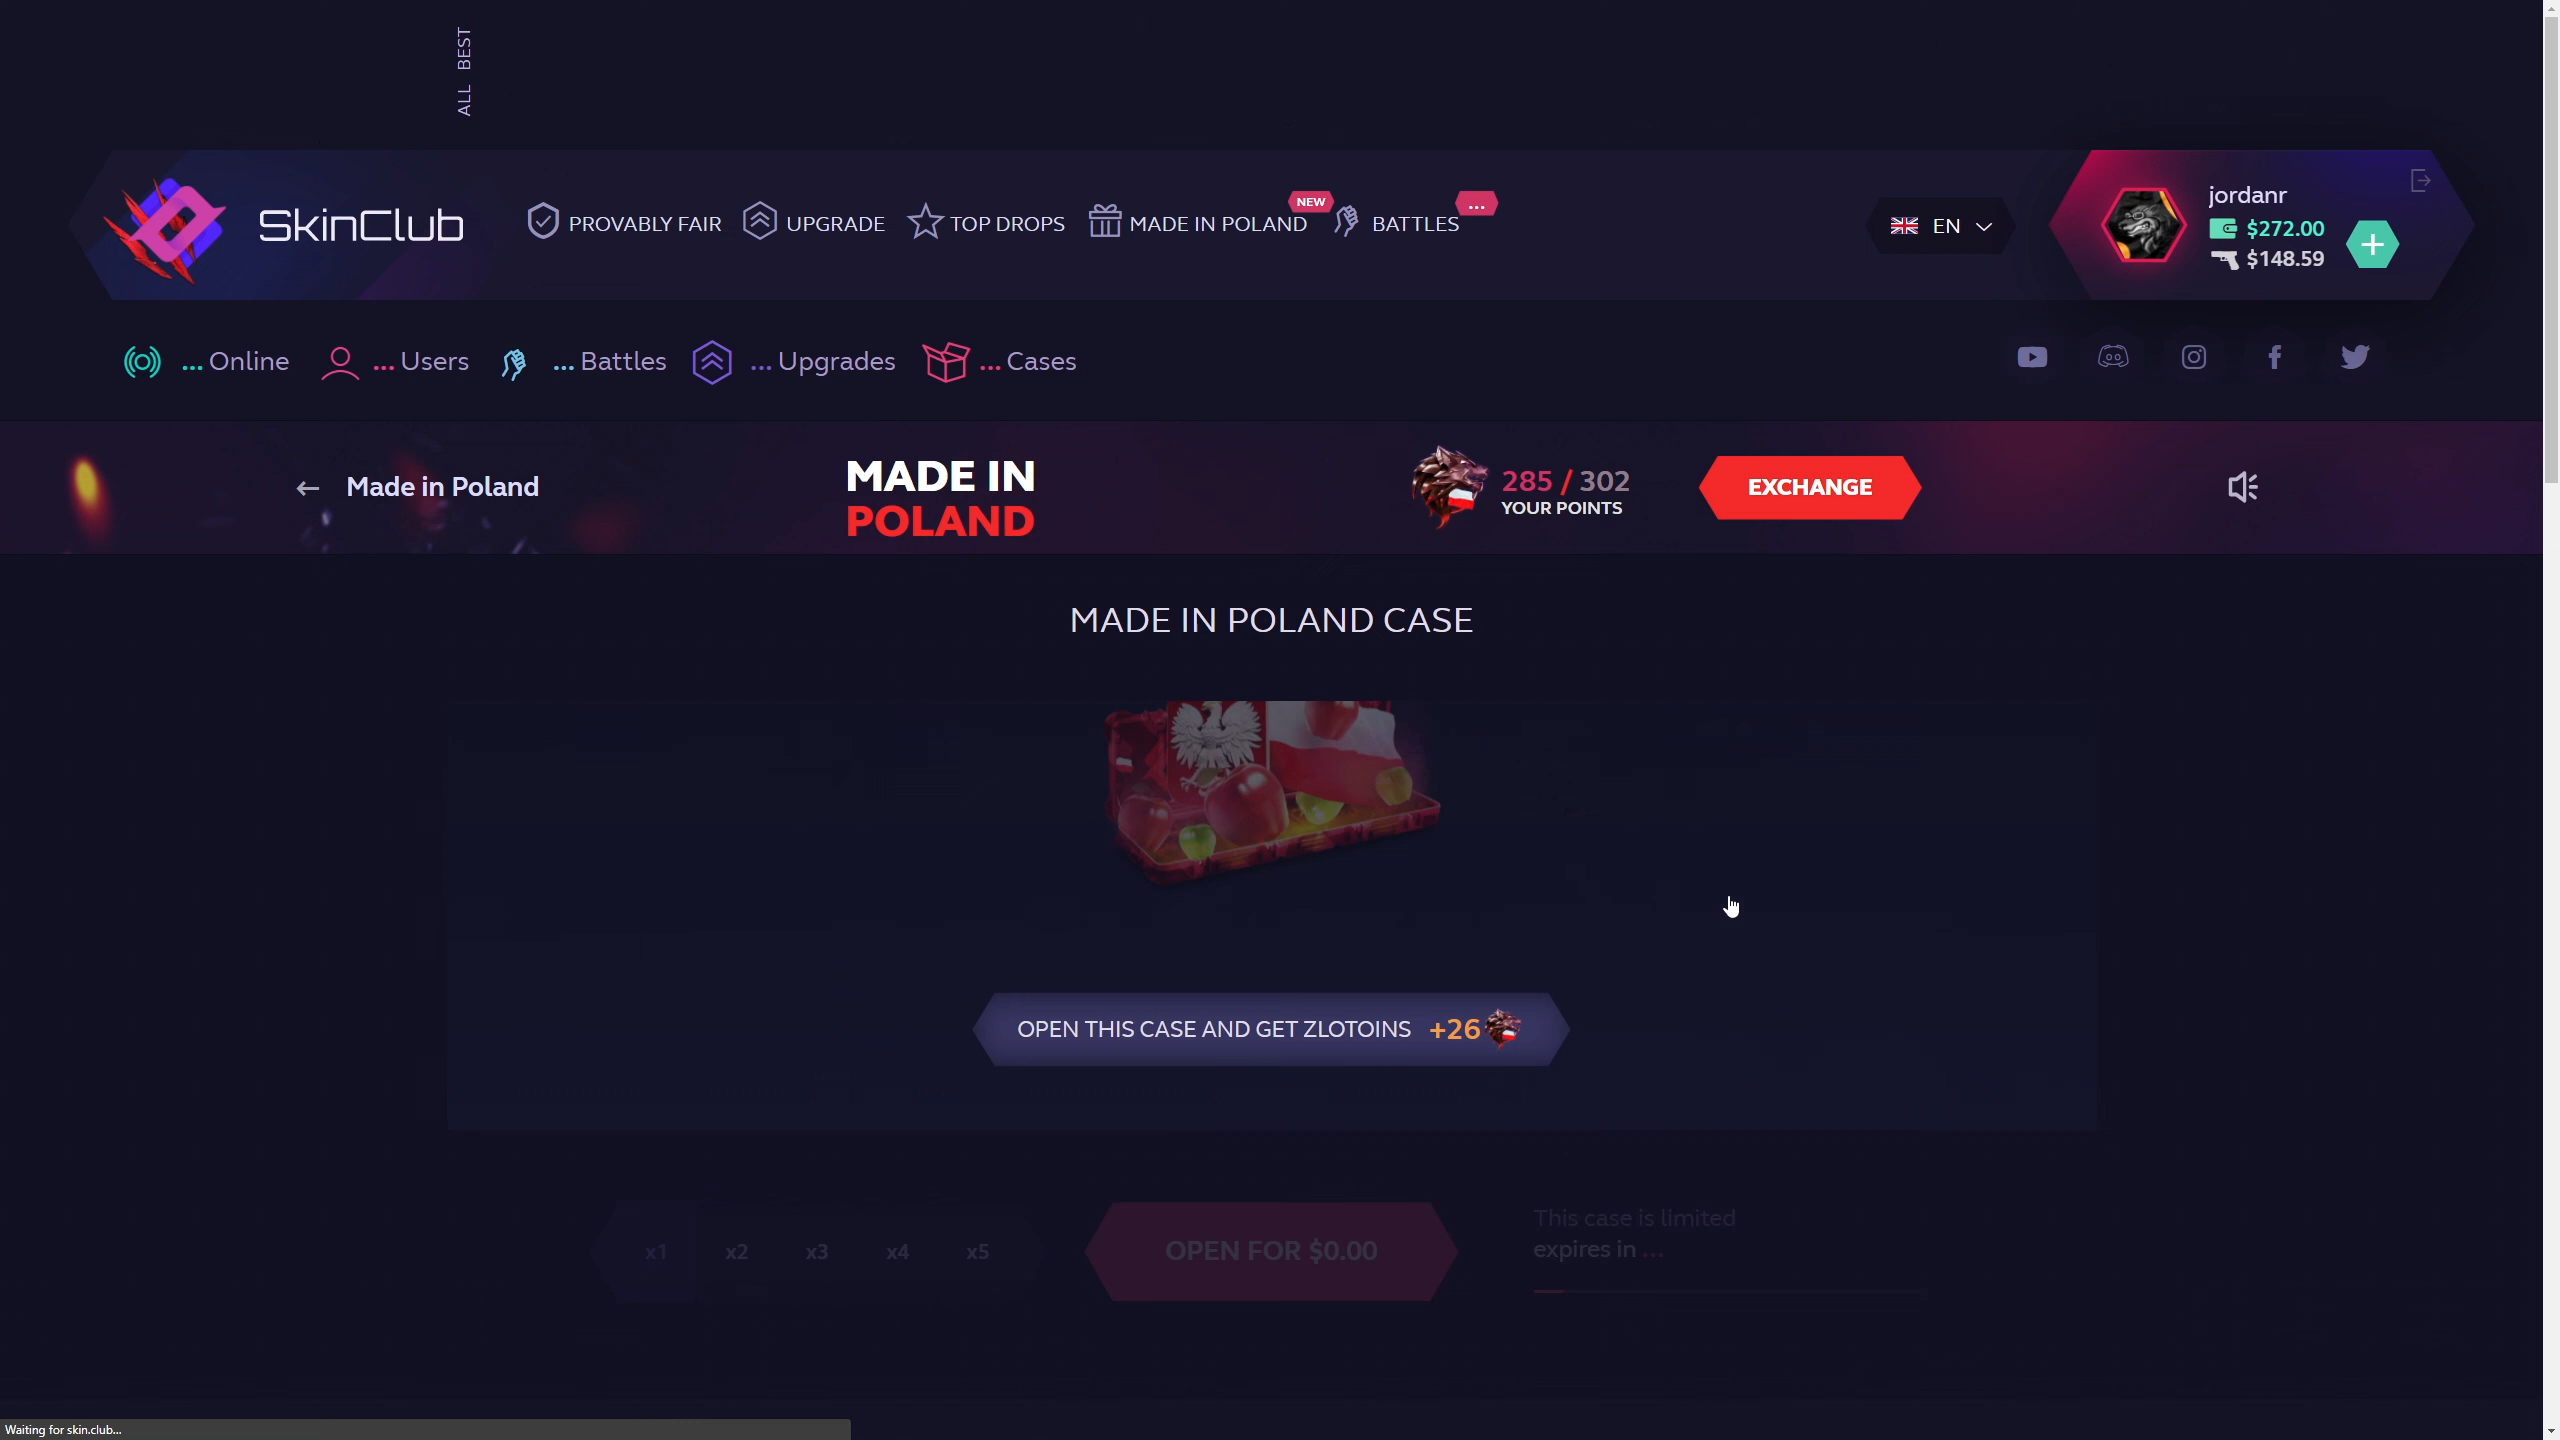 ALL BEST
SkinClub
PROVABLY FAIR
UPGRADE
TOP DROPS
MADE IN POLAND
NEW
BATTLES
...
EN
jordanr
$272.00
$148.59
... Online
... Users
... Battles
... Upgrades
... Cases
← Made in Poland
MADE IN
POLAND
285 / 302
YOUR POINTS
EXCHANGE
MADE IN POLAND CASE
OPEN THIS CASE AND GET ZLOTOINS +26
x1 x2 x3 x4 x5
OPEN FOR $0.00
This case is limited
expires in ...
Waiting for skin.club...